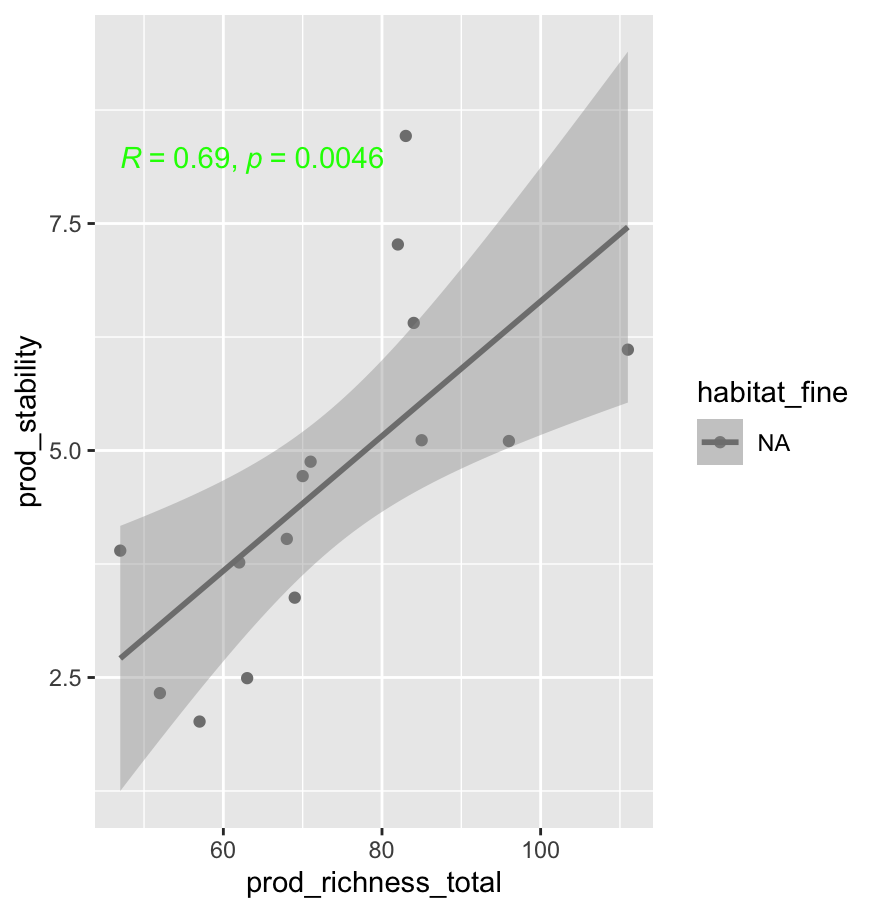 R = 0.69, p = 0.0046
7.5
5.0
2.5
prod_stability
60
80
100
prod_richness_total
habitat_fine
NA